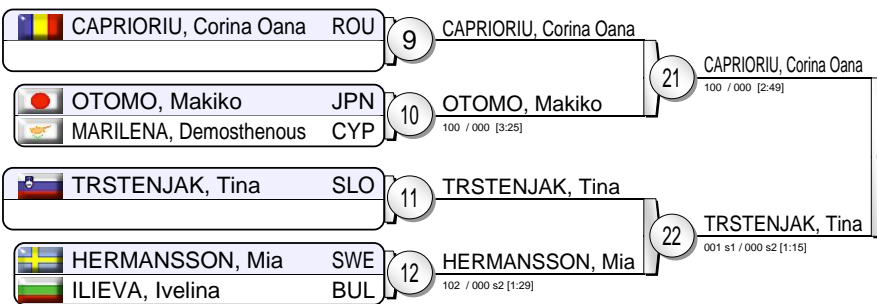 CAPRIORIU, Corina Oana ROU
9
CAPRIORIU, Corina Oana
OTOMO, Makiko JPN
MARILENA, Demosthenous CYP
10
OTOMO, Makiko
100 / 000 [3:25]
21
CAPRIORIU, Corina Oana
100 / 000 [2:49]
TRSTENJAK, Tina SLO
11
TRSTENJAK, Tina
HERMANSSON, Mia SWE
ILIEVA, Ivelina BUL
12
HERMANSSON, Mia
102 / 000 s2 [1:29]
22
TRSTENJAK, Tina
001 s1 / 000 s2 [1:15]